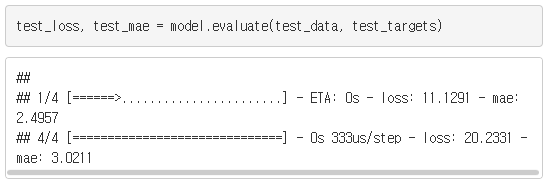 test_loss, test_mae = model.evaluate(test_data, test_targets)
##
## 1/4 [======>.......................] - ETA: 0s - loss: 11.1291 - mae:
2.4957
## 4/4 [==============================] - 0s 333us/step - loss: 20.2331 -
mae: 3.0211